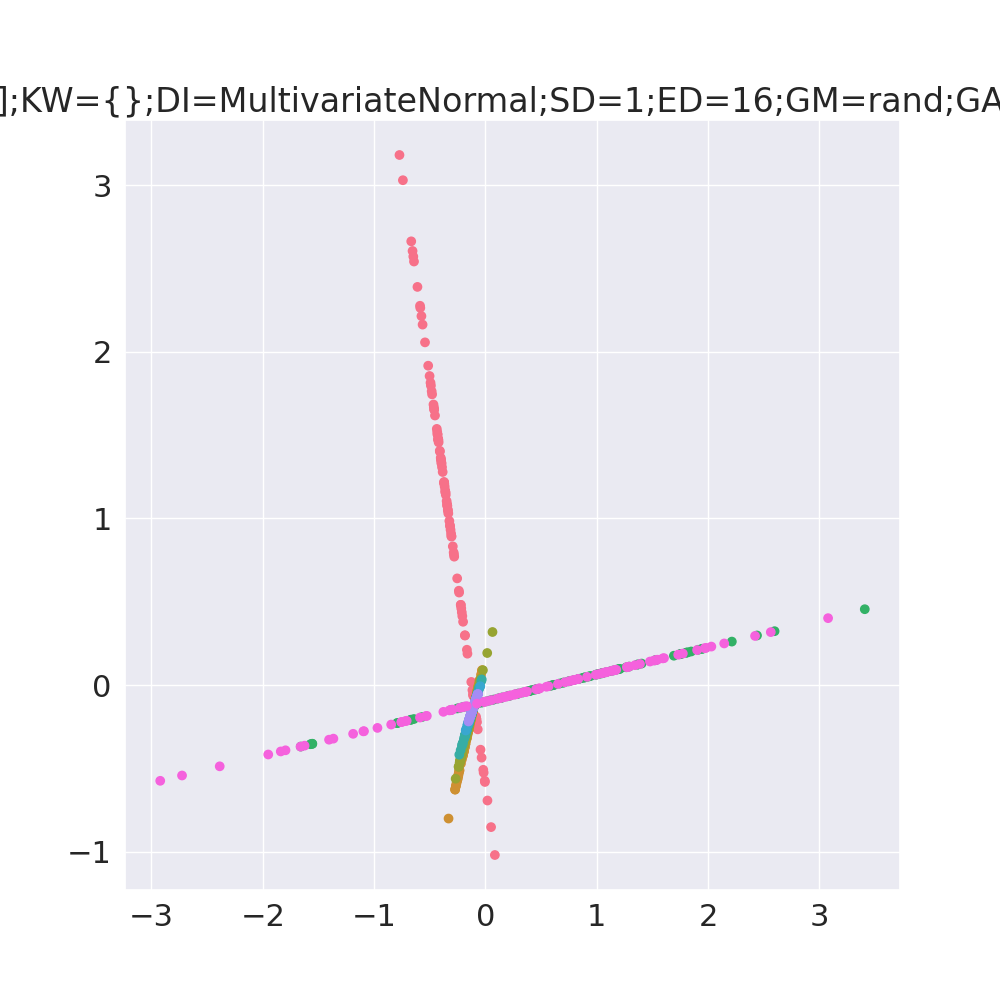 ];KW={};DI=MultivariateNormal;SD=1;ED=16;GM=rand;GA
3
2
1
0
−1
−3 −2 −1 0 1 2 3